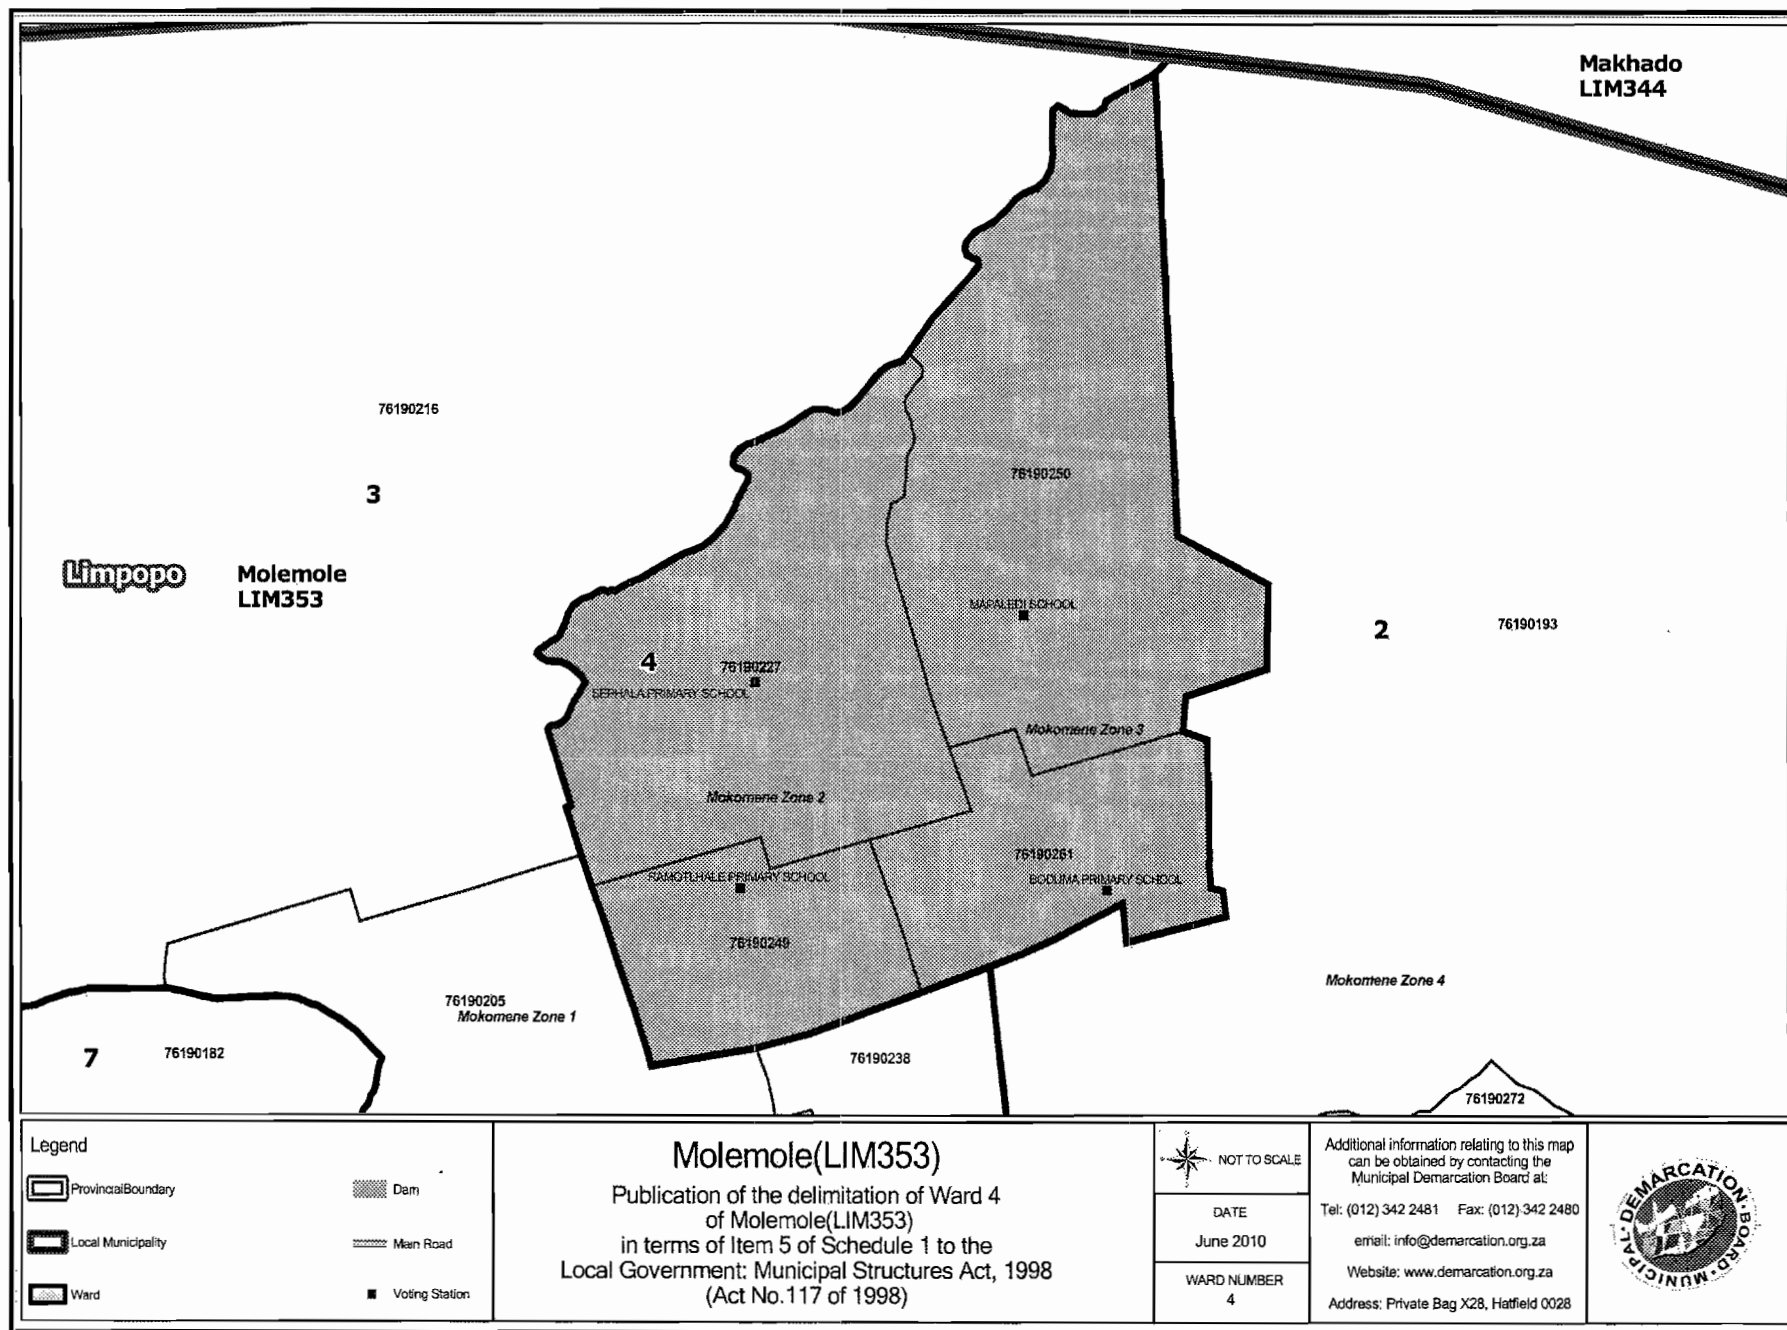 Makhado
LIM344
76190216
3
76190250
Limpopo
Molemole
LIM353
MAPALEDI SCHOOL
2
76190193
4
76190227
SEPHALA PRIMARY SCHOOL
Mokomene Zone 3
Mokomene Zone 2
76190261
RAMOTLHALE PRIMARY SCHOOL
BODUMA PRIMARY SCHOOL
76190249
Mokomene Zone 4
76190205
Mokomene Zone 1
7
76190182
76190238
76190272
Legend
ProvincialBoundary
Dam
Local Municipality
Main Road
Ward
Voting Station
Molemole(LIM353)
Publication of the delimitation of Ward 4
of Molemole(LIM353)
in terms of Item 5 of Schedule 1 to the
Local Government: Municipal Structures Act, 1998
(Act No.117 of 1998)
NOT TO SCALE
DATE
June 2010
WARD NUMBER
4
Additional information relating to this map
can be obtained by contacting the
Municipal Demarcation Board at:
Tel: (012) 342 2481 Fax: (012) 342 2480
email: info@demarcation.org.za
Website: www.demarcation.org.za
Address: Private Bag X28, Hatfield 0028
MUNICIPAL • DEMARCATION • BOARD •